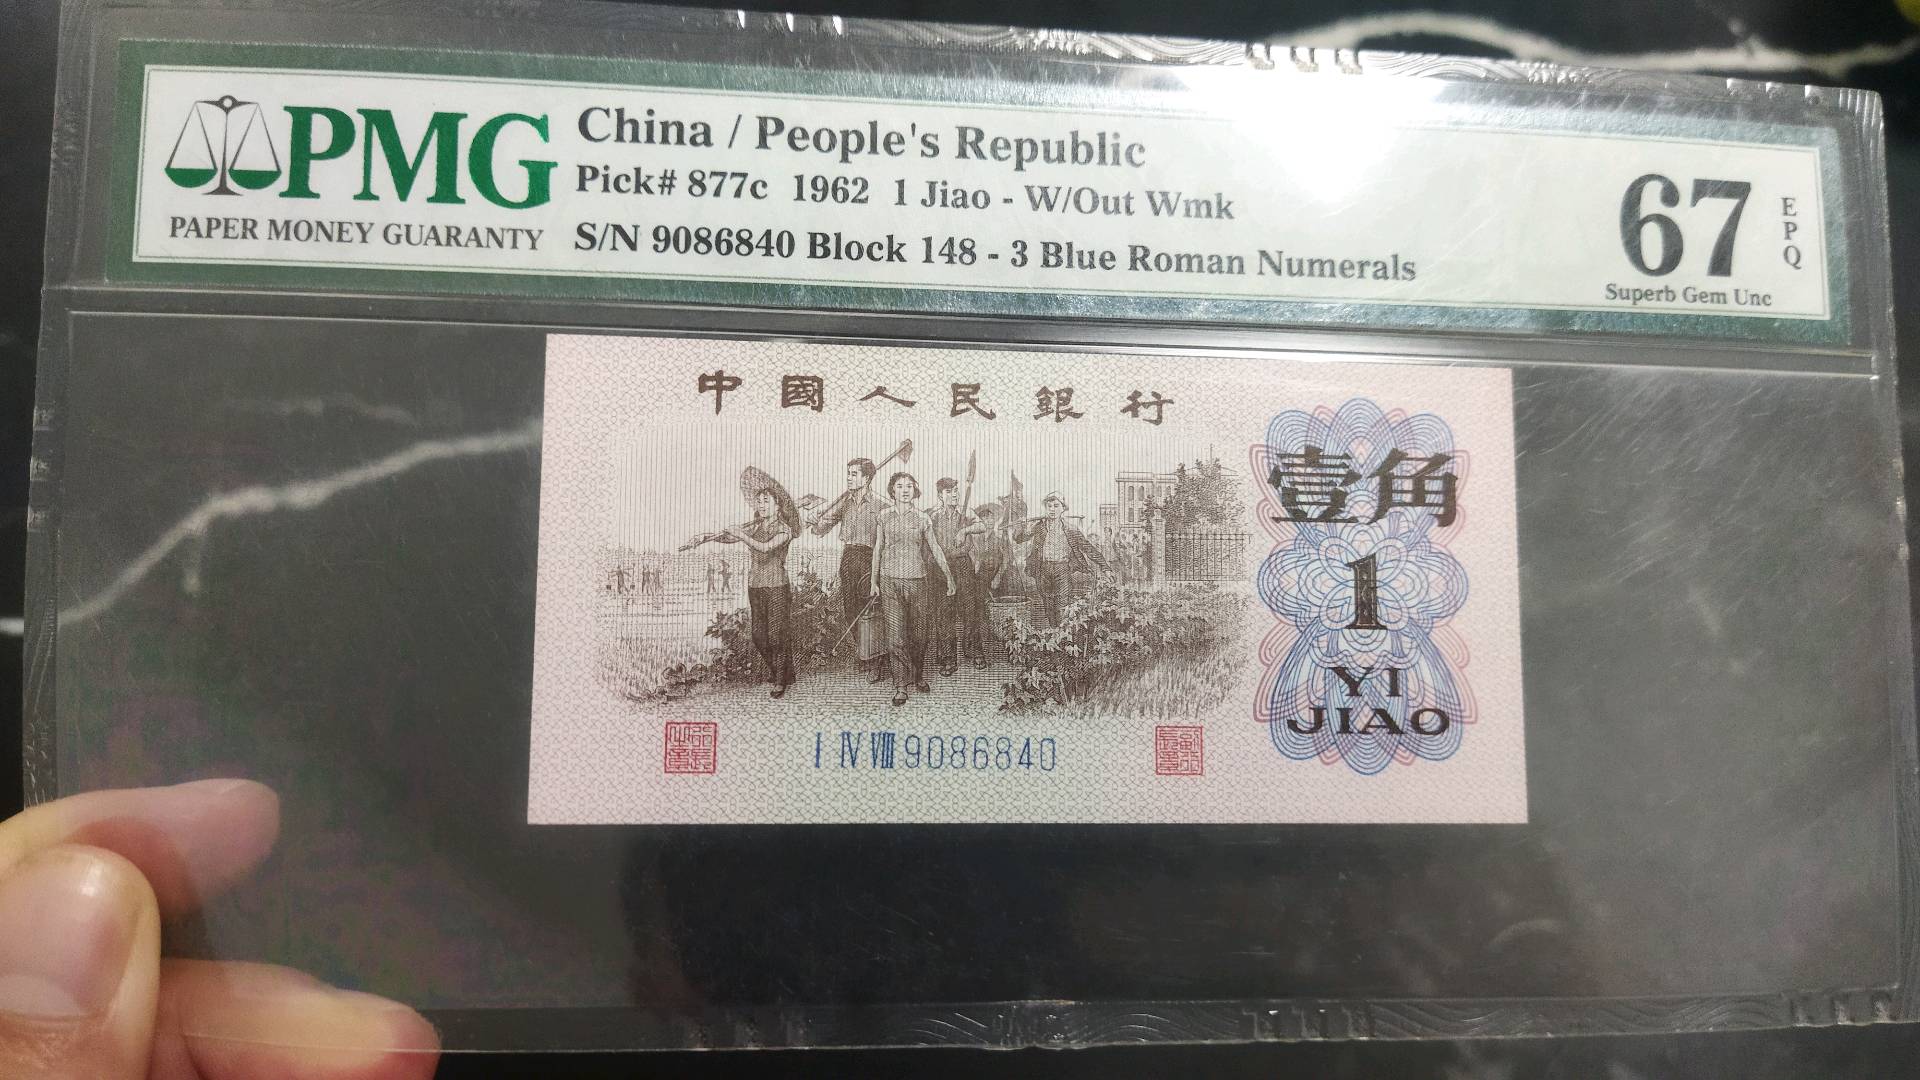 PMG
PAPER MONEY GUARANTY
China / People's Republic
Pick# 877c 1962 1 Jiao - W/Out Wmk
S/N 9086840 Block 148 - 3 Blue Roman Numerals
67
EPQ
Superb Gem Unc
中國人民銀行
壹角
1
YI
JIAO
I IV VIII 9086840